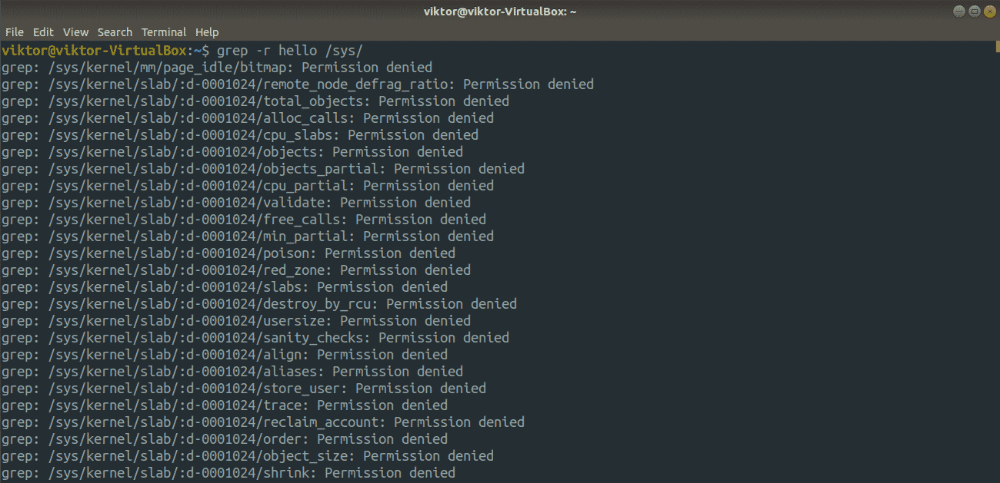 viktor@viktor-VirtualBox: ~
File Edit View Search Terminal Help
viktor@viktor-VirtualBox:~$ grep -r hello /sys/
grep: /sys/kernel/mm/page_idle/bitmap: Permission denied
grep: /sys/kernel/slab/:d-0001024/remote_node_defrag_ratio: Permission denied
grep: /sys/kernel/slab/:d-0001024/total_objects: Permission denied
grep: /sys/kernel/slab/:d-0001024/alloc_calls: Permission denied
grep: /sys/kernel/slab/:d-0001024/cpu_slabs: Permission denied
grep: /sys/kernel/slab/:d-0001024/objects: Permission denied
grep: /sys/kernel/slab/:d-0001024/objects_partial: Permission denied
grep: /sys/kernel/slab/:d-0001024/cpu_partial: Permission denied
grep: /sys/kernel/slab/:d-0001024/validate: Permission denied
grep: /sys/kernel/slab/:d-0001024/free_calls: Permission denied
grep: /sys/kernel/slab/:d-0001024/min_partial: Permission denied
grep: /sys/kernel/slab/:d-0001024/poison: Permission denied
grep: /sys/kernel/slab/:d-0001024/red_zone: Permission denied
grep: /sys/kernel/slab/:d-0001024/slabs: Permission denied
grep: /sys/kernel/slab/:d-0001024/destroy_by_rcu: Permission denied
grep: /sys/kernel/slab/:d-0001024/usersize: Permission denied
grep: /sys/kernel/slab/:d-0001024/sanity_checks: Permission denied
grep: /sys/kernel/slab/:d-0001024/align: Permission denied
grep: /sys/kernel/slab/:d-0001024/aliases: Permission denied
grep: /sys/kernel/slab/:d-0001024/store_user: Permission denied
grep: /sys/kernel/slab/:d-0001024/trace: Permission denied
grep: /sys/kernel/slab/:d-0001024/reclaim_account: Permission denied
grep: /sys/kernel/slab/:d-0001024/order: Permission denied
grep: /sys/kernel/slab/:d-0001024/object_size: Permission denied
grep: /sys/kernel/slab/:d-0001024/shrink: Permission denied